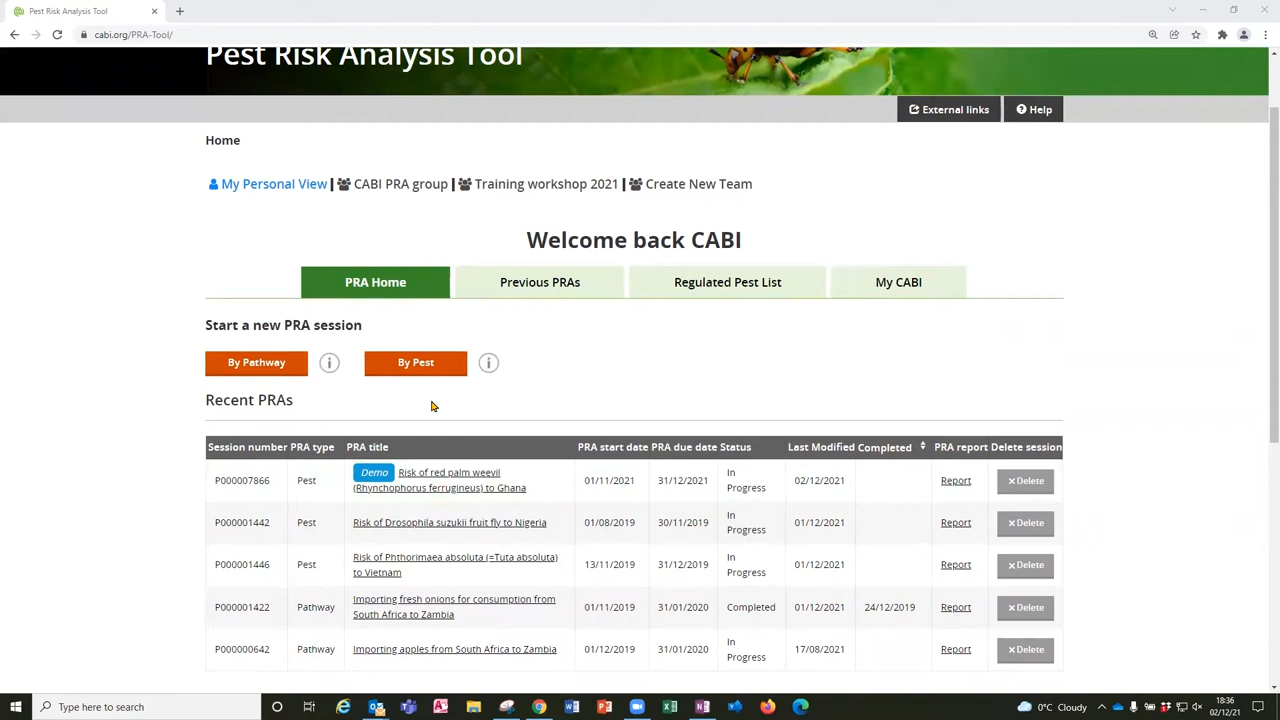 Pest Risk Analysis Tool
cabi.org/PRA-Tool/
Pest Risk Analysis Tool
External links
Help
Home
My Personal View | CABI PRA group | Training workshop 2021 | Create New Team
Welcome back CABI
PRA Home
Previous PRAs
Regulated Pest List
My CABI
Start a new PRA session
By Pathway
By Pest
Recent PRAs
Session number PRA type PRA title PRA start date PRA due date Status Last Modified Completed PRA report Delete session
P000007866 Pest Demo Risk of red palm weevil
(Rhynchophorus ferrugineus) to Ghana 01/11/2021 31/12/2021 In
Progress 02/12/2021 Report Delete
P000001442 Pest Risk of Drosophila suzukii fruit fly to Nigeria 01/08/2019 30/11/2019 In
Progress 01/12/2021 Report Delete
P000001446 Pest Risk of Phthorimaea absoluta (=Tuta absoluta)
to Vietnam 13/11/2019 31/12/2019 In
Progress 01/12/2021 Report Delete
P000001422 Pathway Importing fresh onions for consumption from
South Africa to Zambia 01/11/2019 31/01/2020 Completed 01/12/2021 24/12/2019 Report Delete
P000000642 Pathway Importing apples from South Africa to Zambia 01/12/2019 31/01/2020 In
Progress 17/08/2021 Report Delete
Type here to search
0°C Cloudy
18:36
02/12/21